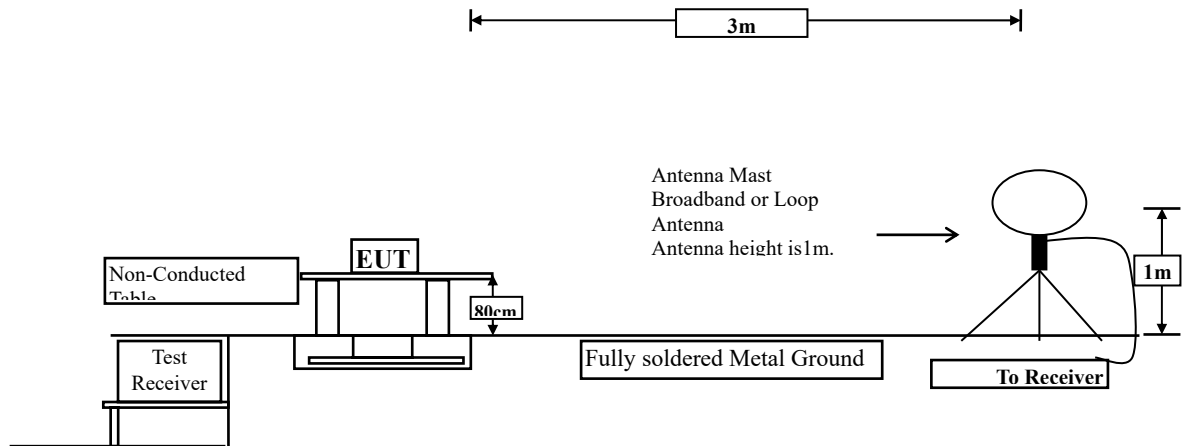 3m
Antenna Mast
Broadband or Loop
Antenna
Antenna height is1m.
EUT
Non-Conducted
Table
80cm
1m
Test
Receiver
Fully soldered Metal Ground
To Receiver